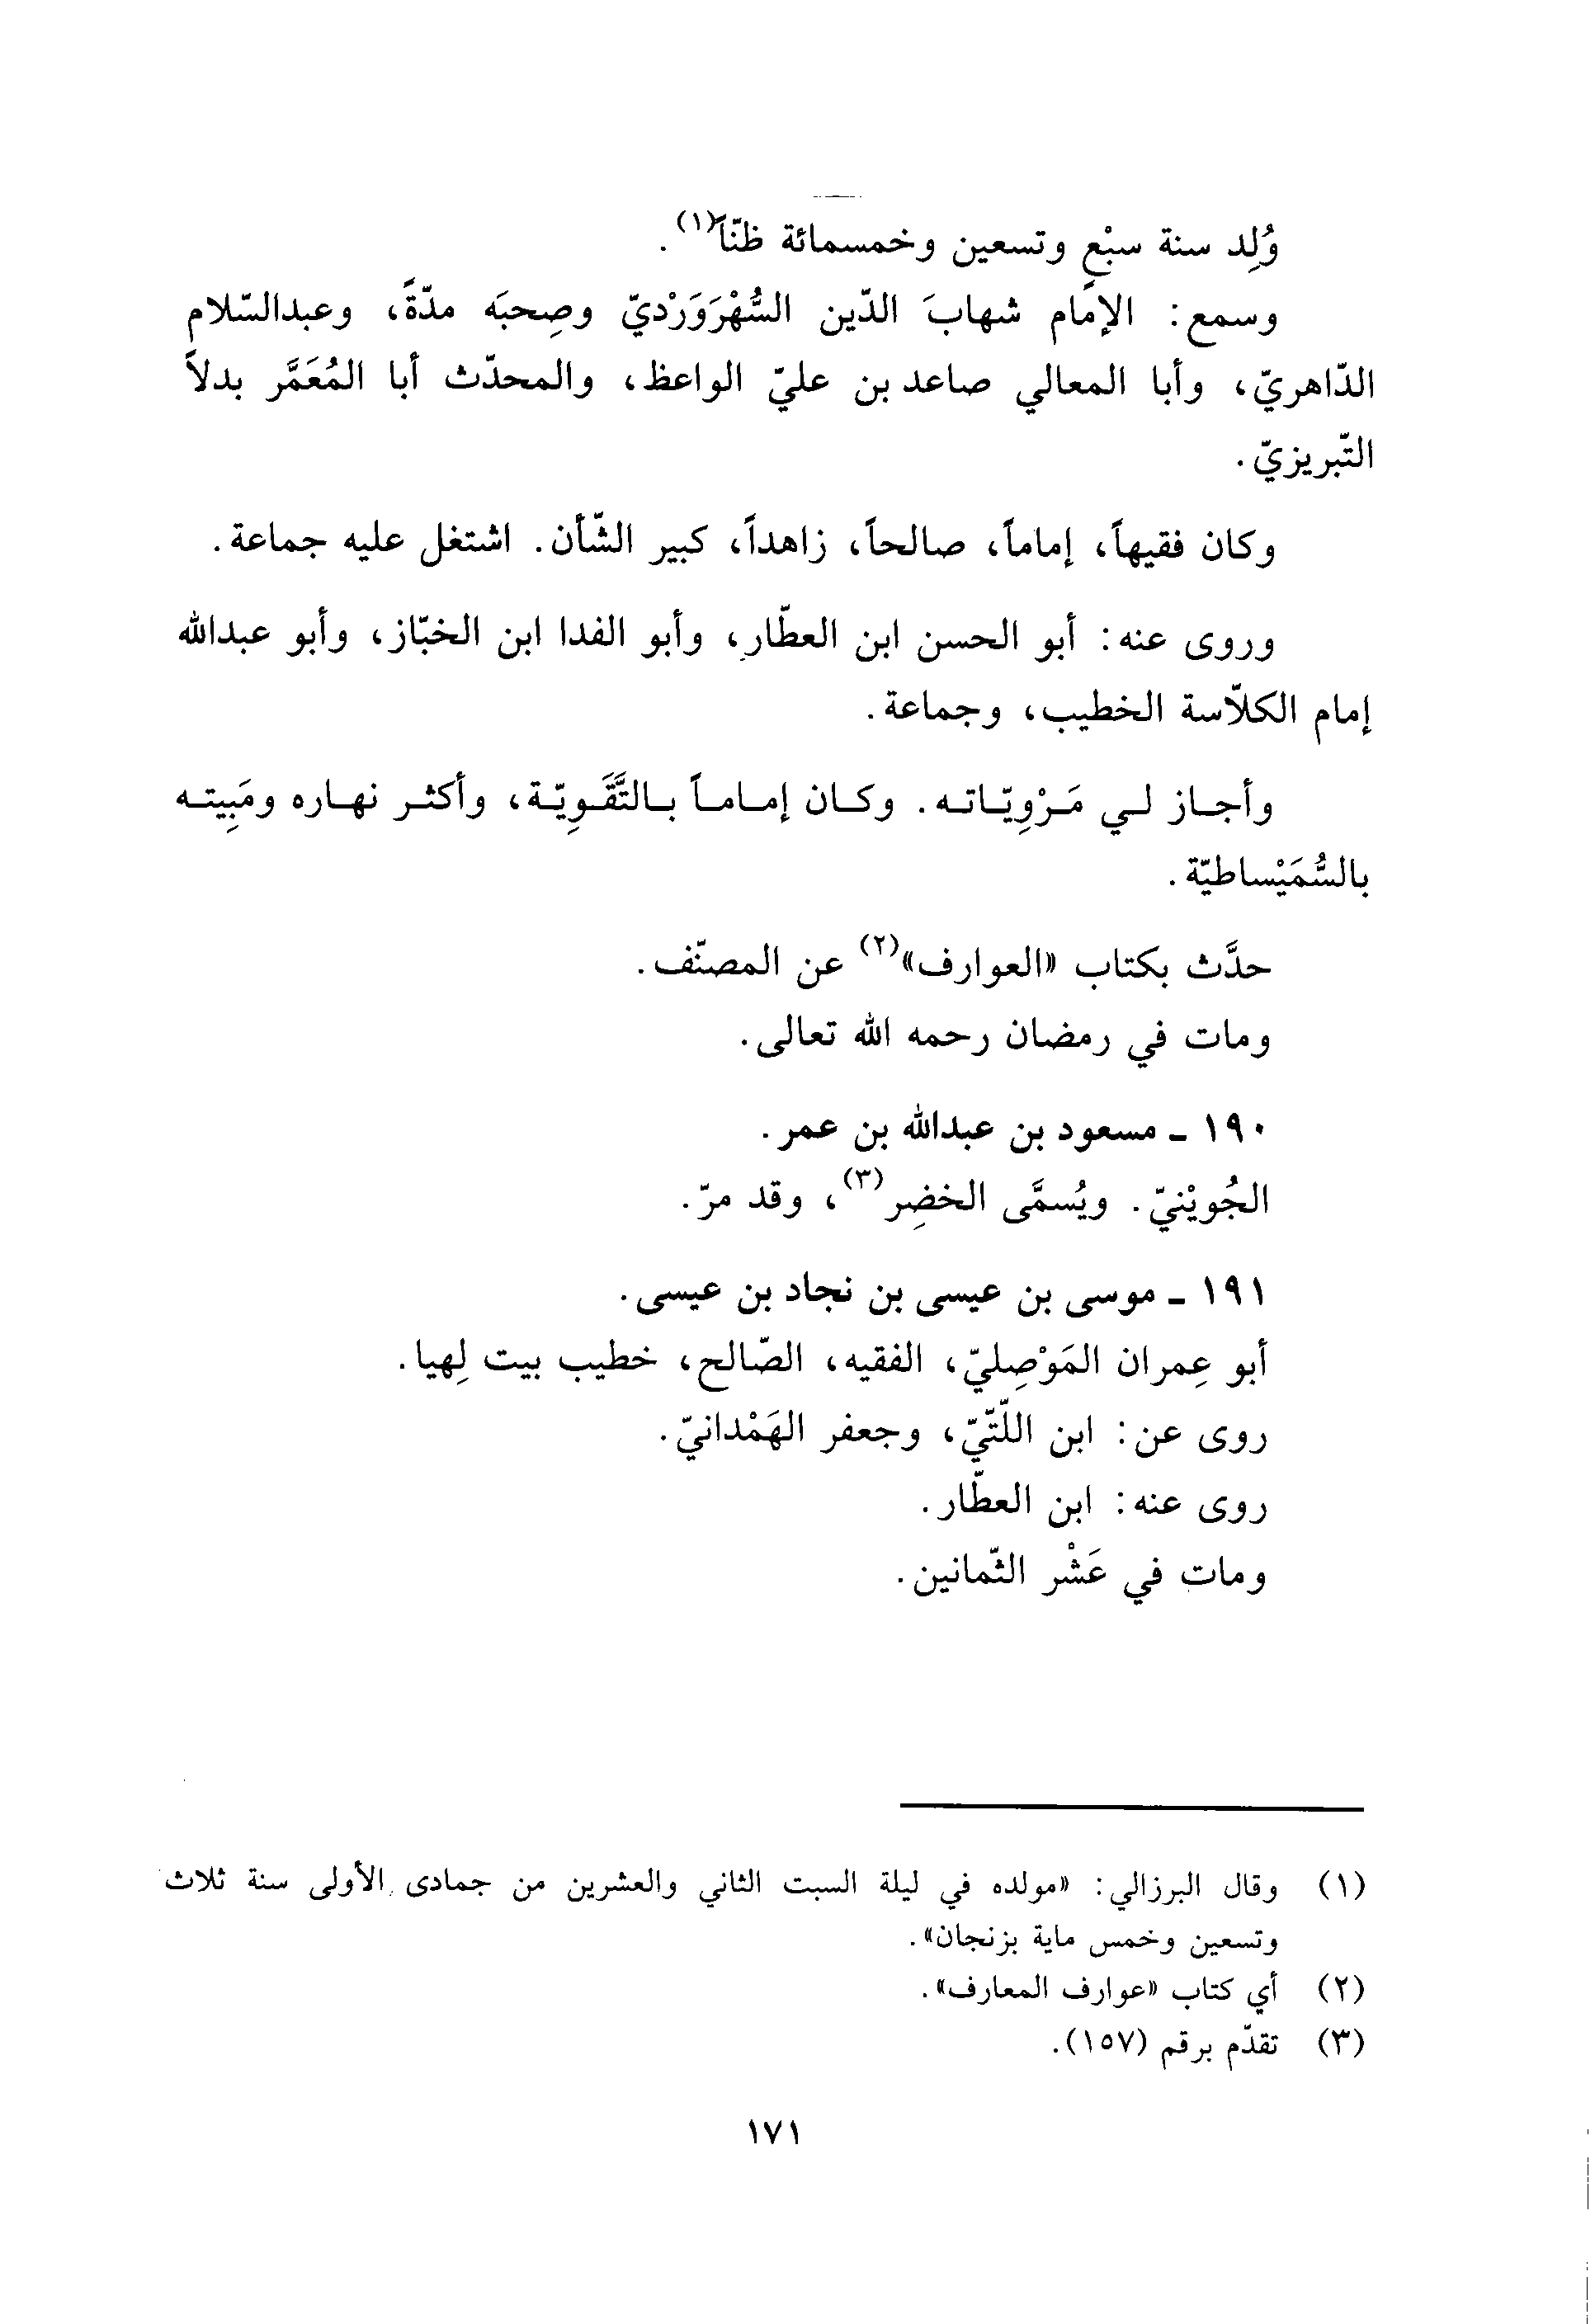 وُلِد سنة سبْعٍ وتسعين وخمسمائة ظنّاً(١).
وسمع: الإمام شهابَ الدّين السُّهْرَوَرْديّ وصِحبَه مدّةً، وعبدالسّلام
الدّاهريّ، وأبا المعالي صاعد بن عليّ الواعظ، والمحدّث أبا المُعَمَّر بدلاً
التّبريزيّ.
وكان فقيهاً، إماماً، صالحاً، زاهداً، كبير الشّأن. اشتغل عليه جماعة.
وروى عنه: أبو الحسن ابن العطّار، وأبو الفدا ابن الخبّاز، وأبو عبدالله
إمام الكلاّسة الخطيب، وجماعة.
وأجاز لي مَرْوِيّاته. وكان إماماً بالتَّقَوِيّة، وأكثر نهاره ومَبِيته
بالسُّمَيْساطيّة.
حدَّث بكتاب «العوارف»(٢) عن المصنّف.
ومات في رمضان رحمه الله تعالى.
١٩٠ ـ مسعود بن عبدالله بن عمر.
الجُويْنيّ. ويُسمَّى الخضِر(٣)، وقد مرّ.
١٩١ ـ موسى بن عيسى بن نجاد بن عيسى.
أبو عِمران المَوْصِليّ، الفقيه، الصّالح، خطيب بيت لِهيا.
روى عن: ابن اللّتّيّ، وجعفر الهَمْدانيّ.
روى عنه: ابن العطّار.
ومات في عَشْر الثّمانين.
(١) وقال البرزالي: «مولده في ليلة السبت الثاني والعشرين من جمادى الأولى سنة ثلاث
وتسعين وخمس ماية بزنجان».
(٢) أي كتاب «عوارف المعارف».
(٣) تقدّم برقم (١٥٧).
١٧١